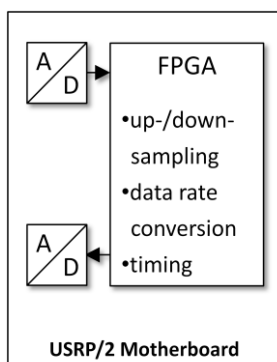 A
D
FPGA
•up-/down-
sampling
•data rate
conversion
•timing
A
D
USRP/2 Motherboard